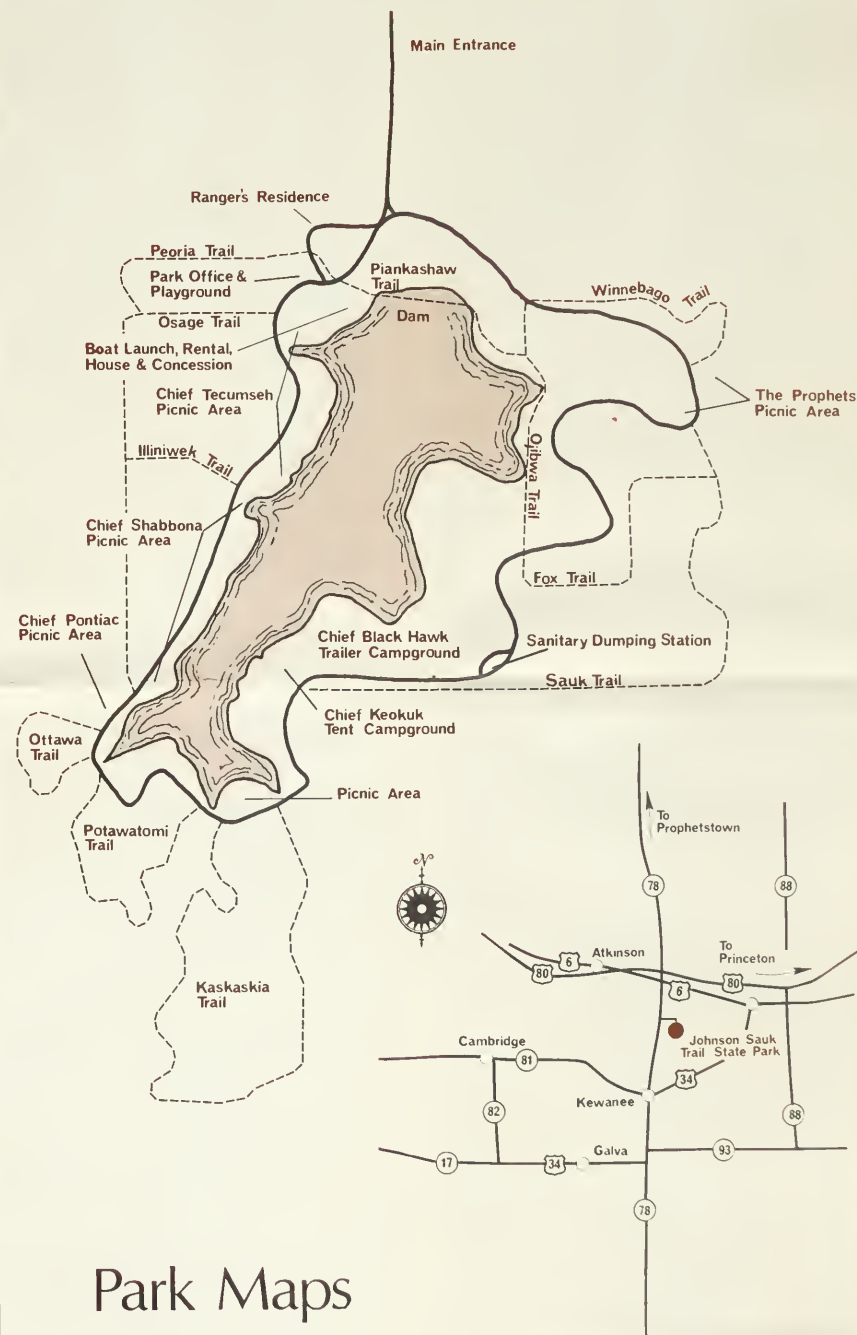 Main Entrance
Ranger's Residence
Peoria Trail
Park Office &
Playground
Piankashaw
Trail
Winnebago Trail
Osage Trail
Dam
Boat Launch, Rental,
House & Concession
Chief Tecumseh
Picnic Area
The Prophets
Picnic Area
Illiniwek Trail
Ojibwa Trail
Chief Shabbona
Picnic Area
Fox Trail
Chief Pontiac
Picnic Area
Chief Black Hawk
Trailer Campground
Sanitary Dumping Station
Sauk Trail
Chief Keokuk
Tent Campground
Ottawa
Trail
Picnic Area
Potawatomi
Trail
Kaskaskia
Trail
N
To
Prophetstown
78
88
Atkinson
To
Princeton
6
80
6
80
Johnson Sauk
Trail State Park
Cambridge
81
34
Kewanee
82
88
Galva
17
34
93
78
Park Maps